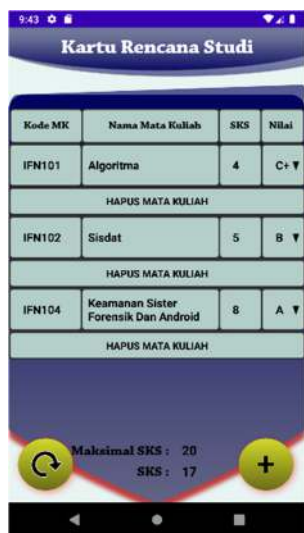 9:43
Kartu Rencana Studi
Kode MK Nama Mata Kuliah SKS Nilai
IFN101 Algoritma 4 C+ ▼
HAPUS MATA KULIAH
IFN102 Sisdat 5 B ▼
HAPUS MATA KULIAH
IFN104 Keamanan Sister 8 A ▼
Forensik Dan Android
HAPUS MATA KULIAH
Maksimal SKS : 20
SKS : 17
+